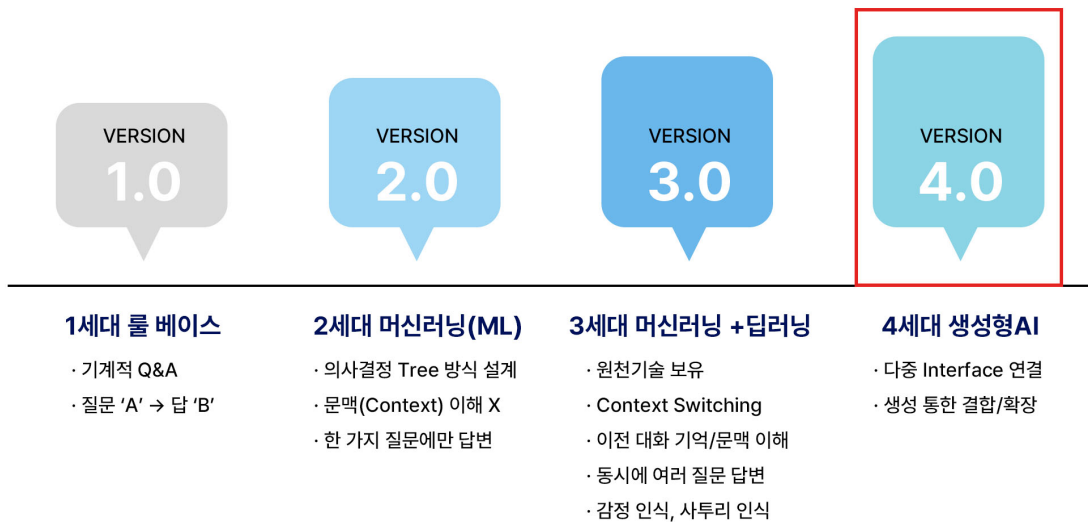 VERSION
1.0
VERSION
2.0
VERSION
3.0
VERSION
4.0
1세대 룰 베이스
· 기계적 Q&A
· 질문 ‘A’ → 답 ‘B’
2세대 머신러닝(ML)
· 의사결정 Tree 방식 설계
· 문맥(Context) 이해 X
· 한 가지 질문에만 답변
3세대 머신러닝 +딥러닝
· 원천기술 보유
· Context Switching
· 이전 대화 기억/문맥 이해
· 동시에 여러 질문 답변
· 감정 인식, 사투리 인식
4세대 생성형AI
· 다중 Interface 연결
· 생성 통한 결합/확장